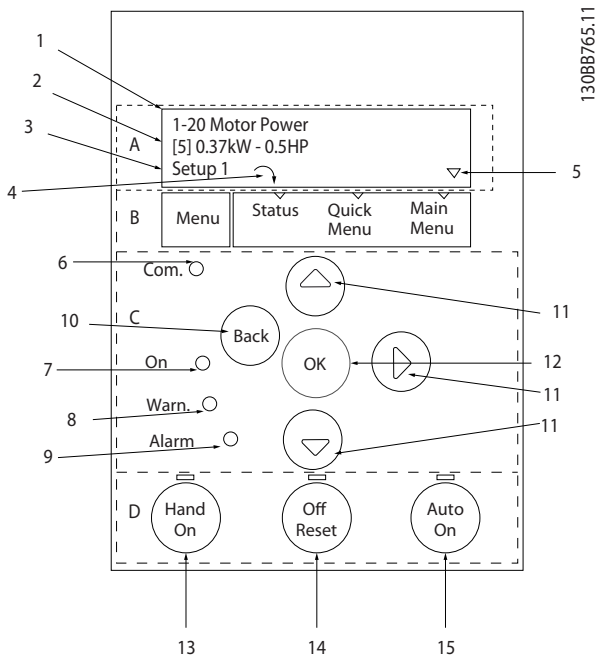 130BB765.11
1
2
3
4
5
A
1-20 Motor Power
[5] 0.37kW - 0.5HP
Setup 1
B
Menu
Status
Quick Menu
Main Menu
6
Com.
C
11
10
Back
OK
12
On
7
11
Warn.
8
11
Alarm
9
D
Hand On
Off Reset
Auto On
13
14
15